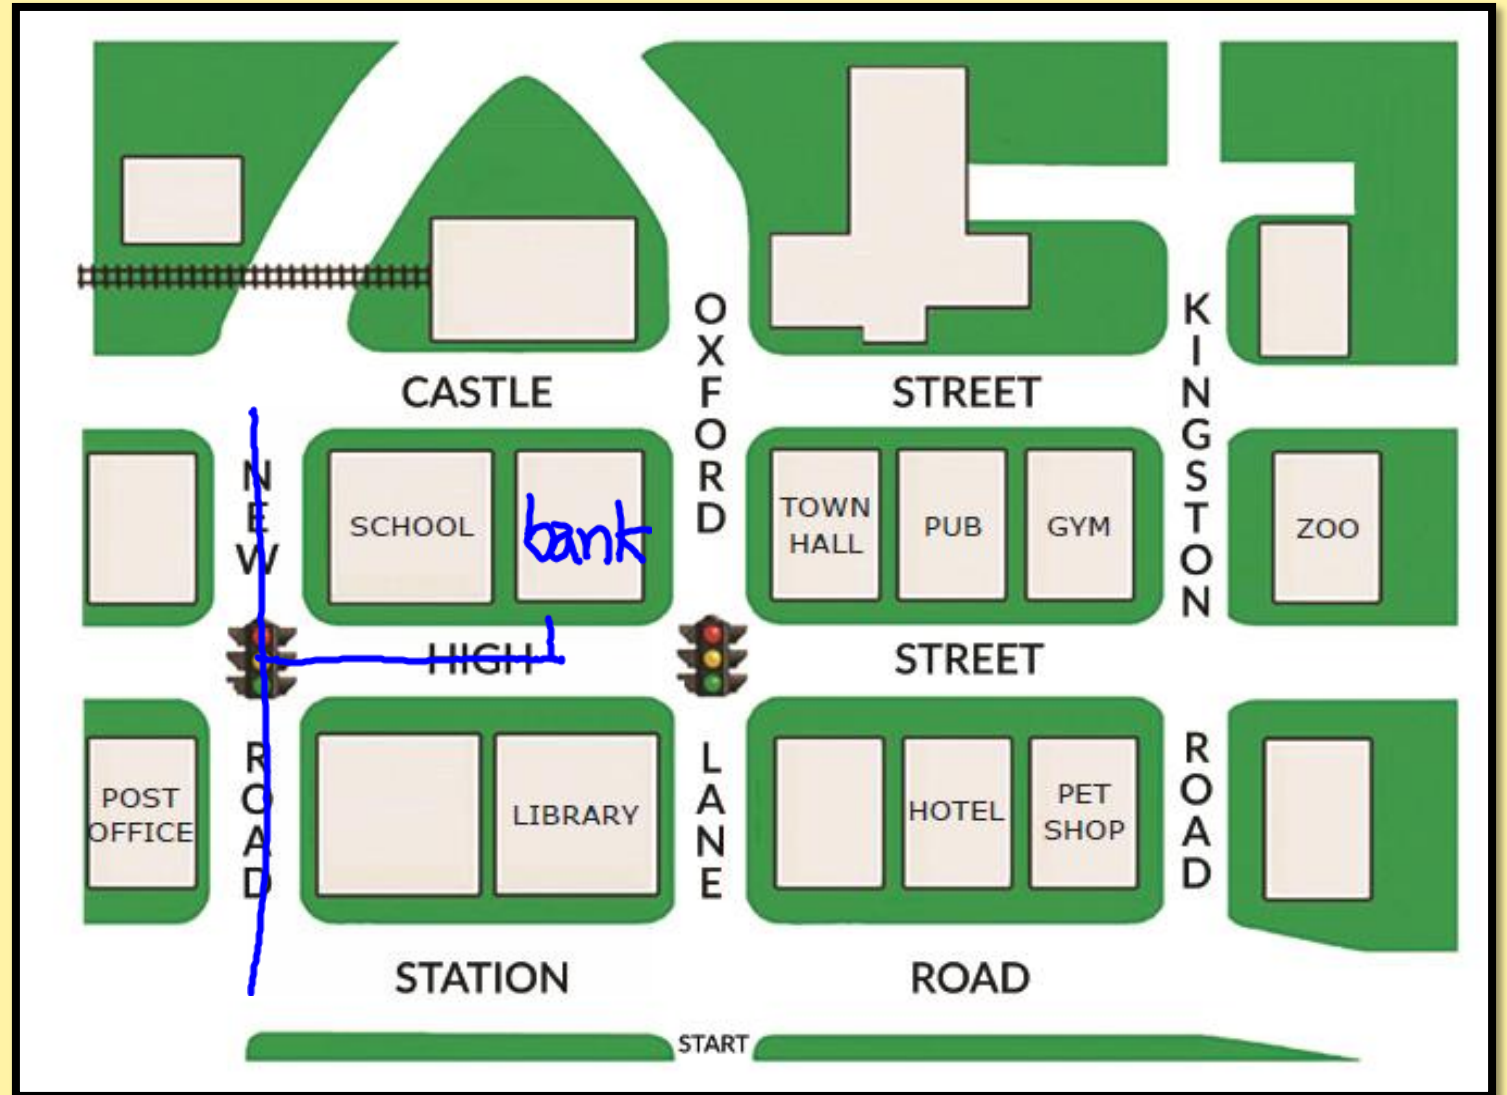 OXFORD
KINGSTON
CASTLE
STREET
NEW
SCHOOL
bank
TOWN
HALL
PUB
GYM
ZOO
HIGH
STREET
ROAD
LANE
ROAD
POST
OFFICE
LIBRARY
HOTEL
PET
SHOP
STATION
ROAD
START